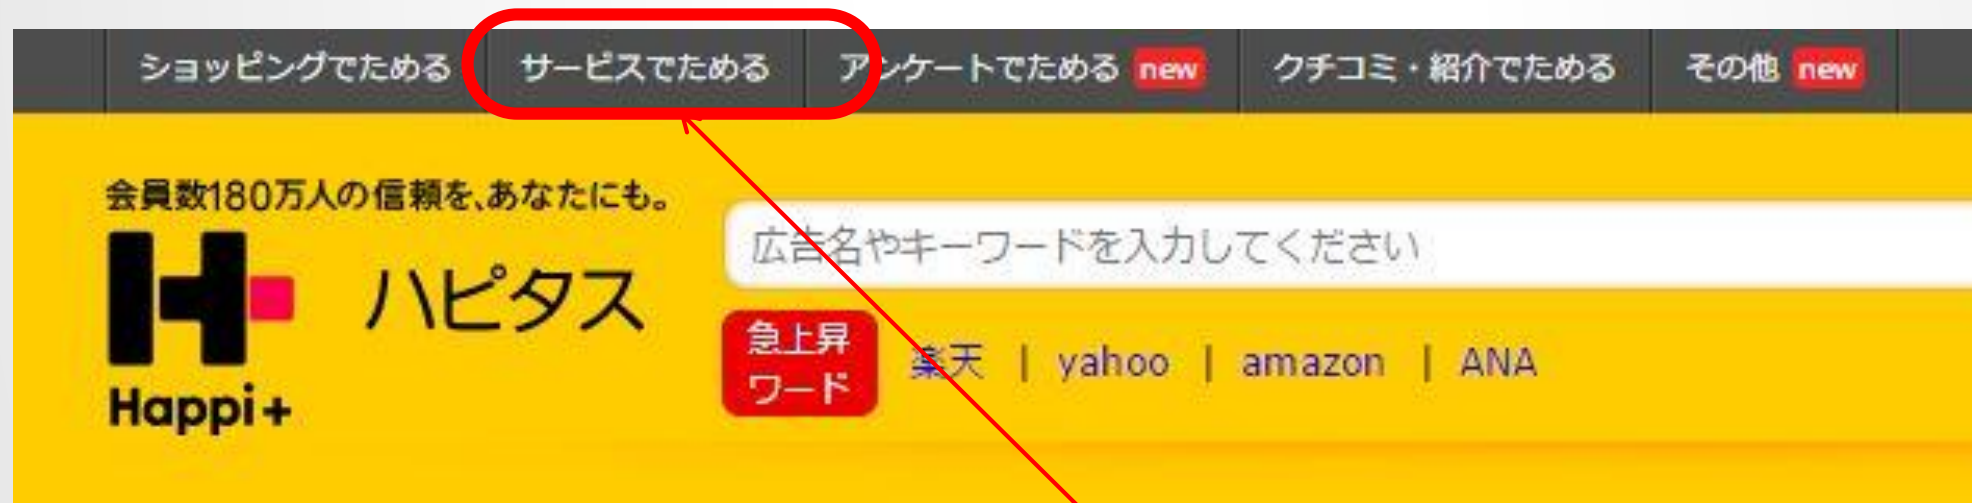 ショッピングでためる サービスでためる アンケートでためる new クチコミ・紹介でためる その他 new
会員数180万人の信頼を、あなたにも。
ハピタス
Happi+
広告名やキーワードを入力してください
急上昇
ワード
楽天 | yahoo | amazon | ANA